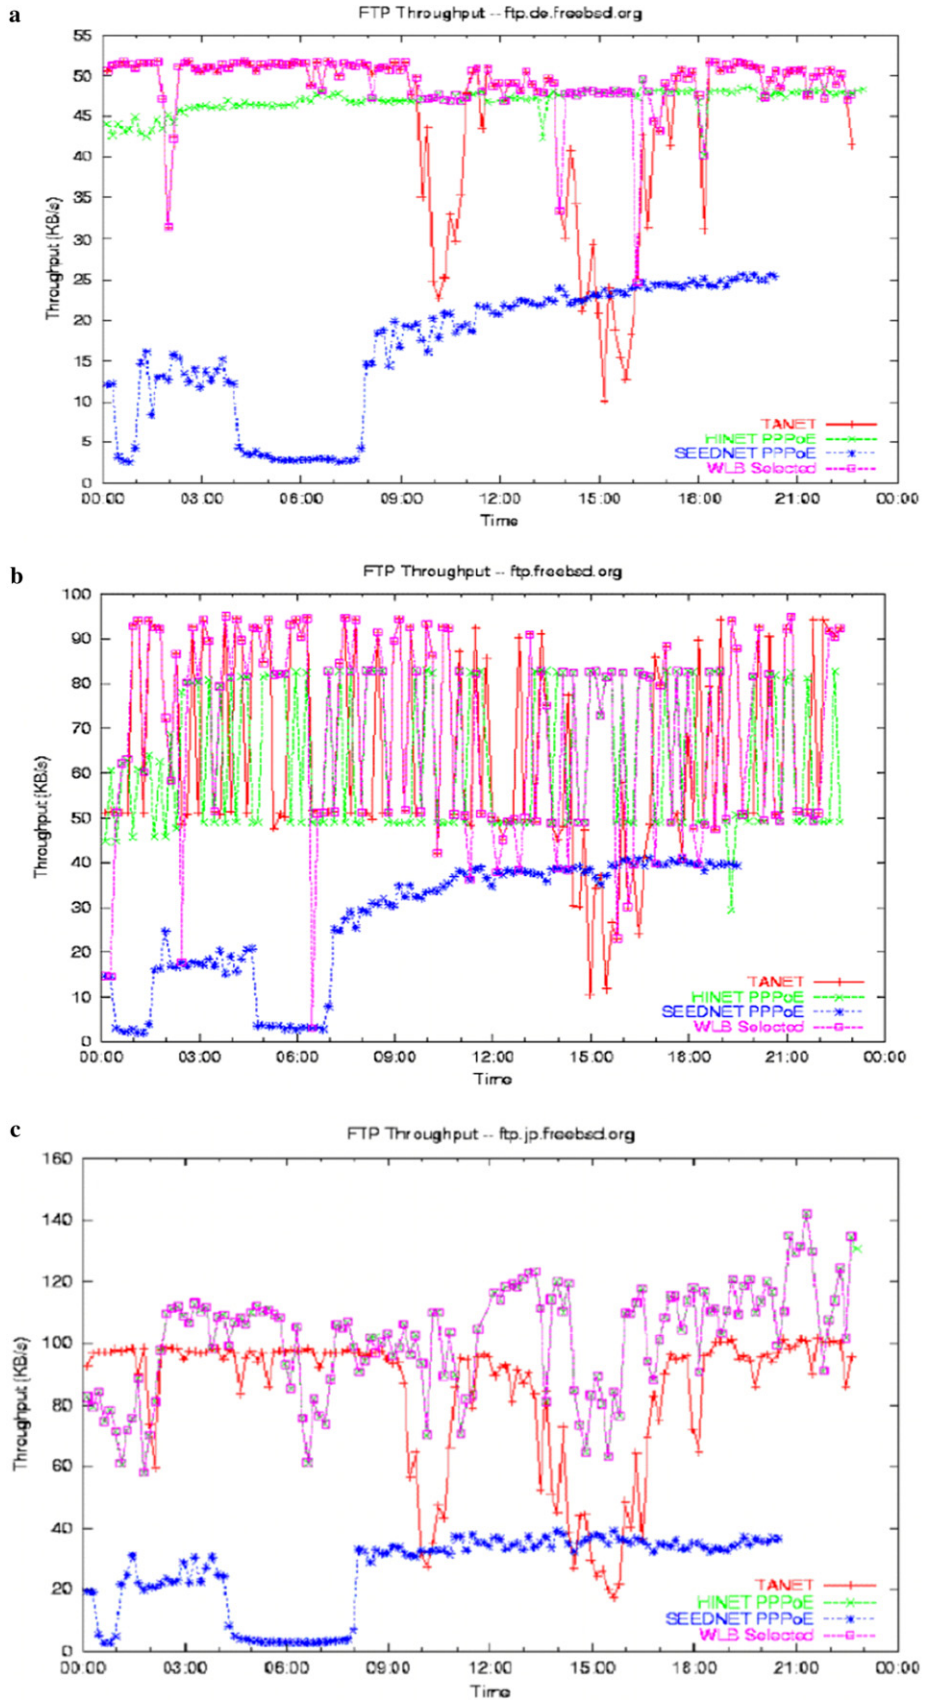 a
FTP Throughput -- ftp.de.freebsd.org
55
50
45
40
35
30
25
20
15
10
5
0
Throughput (KB/s)
TANET
HINET PPPoE
SEEDNET PPPoE
WLB Selected
00:00 03:00 06:00 09:00 12:00 15:00 18:00 21:00 00:00
Time
b
FTP Throughput -- ftp.freebsd.org
100
90
80
70
60
50
40
30
20
10
0
Throughput (KB/s)
TANET
HINET PPPoE
SEEDNET PPPoE
WLB Selected
00:00 03:00 06:00 09:00 12:00 15:00 18:00 21:00 00:00
Time
c
FTP Throughput -- ftp.jp.freebsd.org
160
140
120
100
80
60
40
20
0
Throughput (KB/s)
TANET
HINET PPPoE
SEEDNET PPPoE
WLB Selected
00:00 03:00 06:00 09:00 12:00 15:00 18:00 21:00 00:00
Time